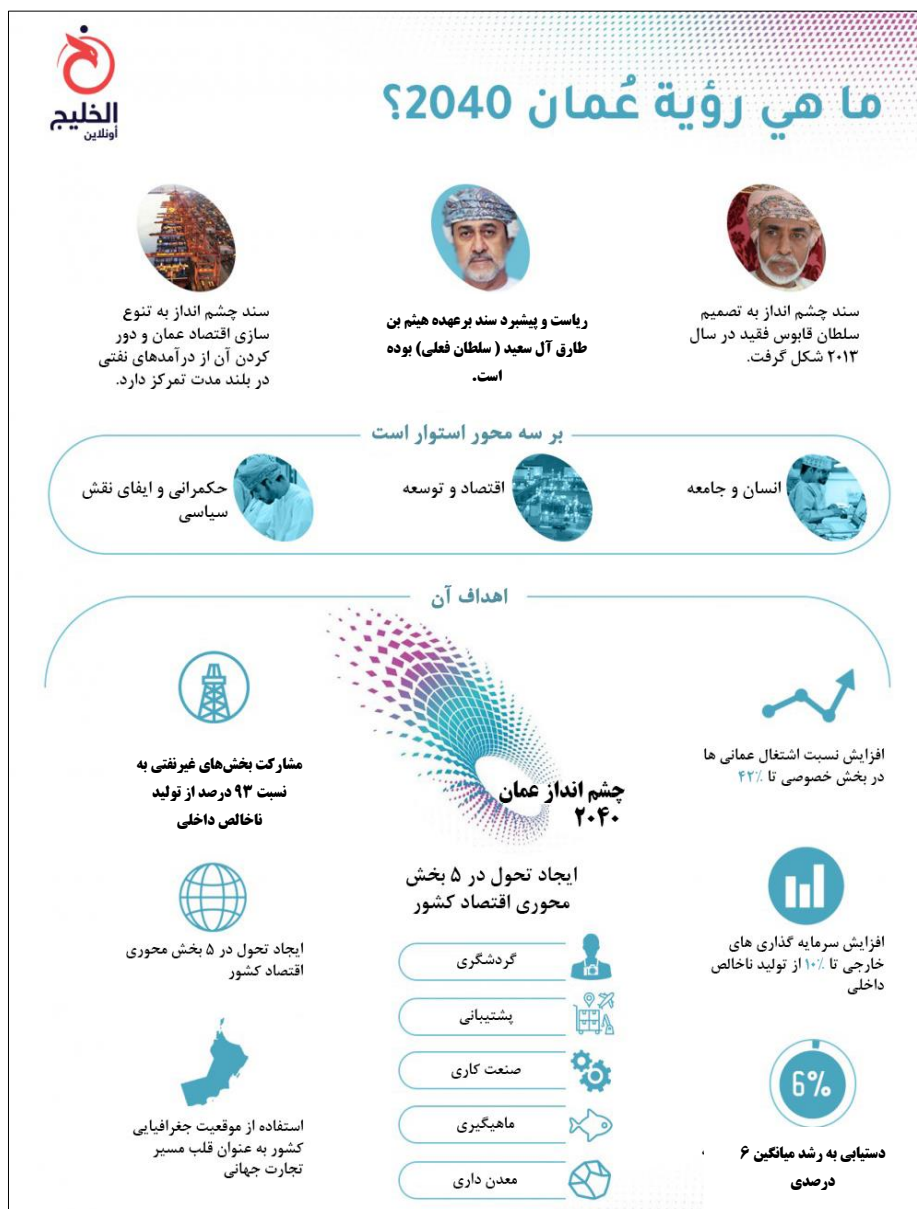 الخليج
أونلاين
ما هي رؤية عُمان 2040؟
سند چشم انداز به تصمیم
سلطان قابوس فقید در سال
۲۰۱۳ شکل گرفت.
ریاست و پیشبرد سند برعهده هیثم بن
طارق آل سعید ( سلطان فعلی) بوده
است.
سند چشم انداز به تنوع
سازی اقتصاد عمان و دور
کردن آن از درآمدهای نفتی
در بلند مدت تمرکز دارد.
بر سه محور استوار است
انسان و جامعه
اقتصاد و توسعه
حکمرانی و ایفای نقش
سیاسی
اهداف آن
افزایش نسبت اشتغال عمانی ها
در بخش خصوصی تا ۴۲٪
افزایش سرمایه گذاری های
خارجی تا ۱۰٪ از تولید ناخالص
داخلی
6%
دستیابی به رشد میانگین ۶
درصدی
چشم انداز عمان
۲۰۴۰
ایجاد تحول در ۵ بخش
محوری اقتصاد کشور
گردشگری
پشتیبانی
صنعت کاری
ماهیگیری
معدن داری
مشارکت بخش‌های غیرنفتی به
نسبت ۹۳ درصد از تولید
ناخالص داخلی
ایجاد تحول در ۵ بخش محوری
اقتصاد کشور
استفاده از موقعیت جغرافیایی
کشور به عنوان قلب مسیر
تجارت جهانی